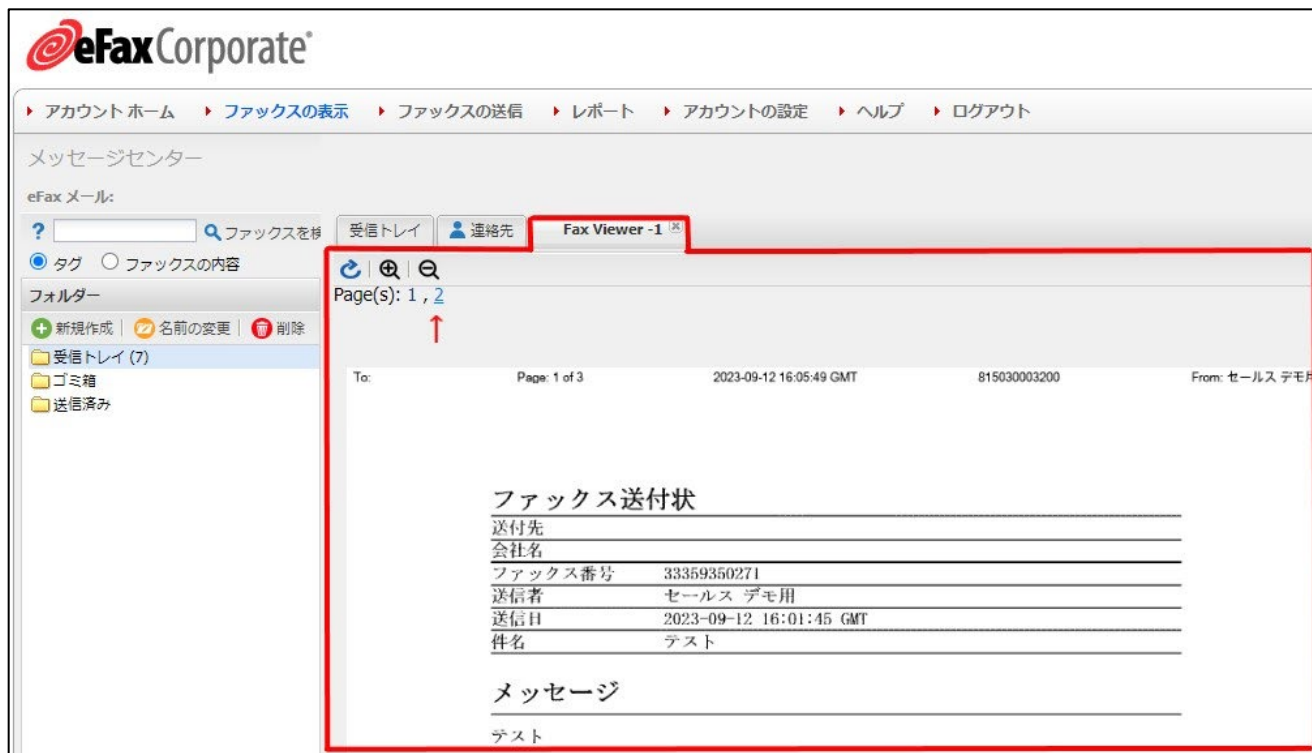 eFax Corporate®
アカウント ホーム ファックスの表示 ファックスの送信 レポート アカウントの設定 ヘルプ ログアウト
メッセージセンター
eFax メール:
? ファックスを検
受信トレイ 連絡先 Fax Viewer -1
タグ ファックスの内容
フォルダー
新規作成 名前の変更 削除
受信トレイ (7)
ゴミ箱
送信済み
Page(s): 1 , 2
↑
To: Page: 1 of 3 2023-09-12 16:05:49 GMT 815030003200 From: セールス デモ用
ファックス送付状
送付先
会社名
ファックス番号 33359350271
送信者 セールス デモ用
送信日 2023-09-12 16:01:45 GMT
件名 テスト
メッセージ
テスト